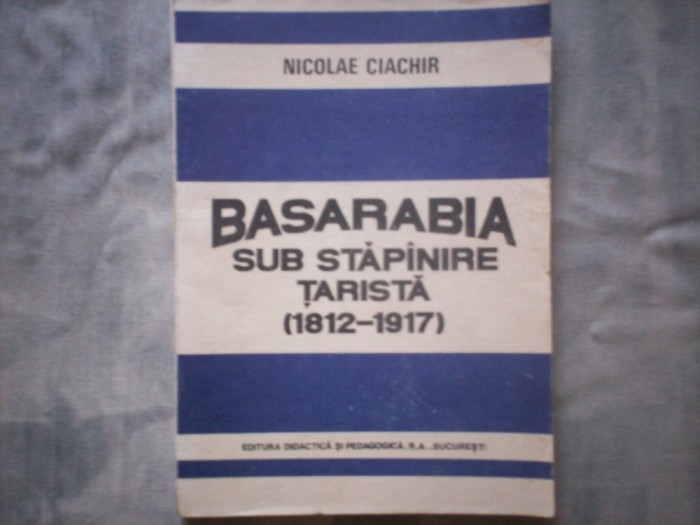 NICOLAE CIACHIR
BASARABIA
SUB STĂPÎNIRE
ȚARISTĂ
(1812-1917)
EDITURA DIDACTICĂ ȘI PEDAGOGICĂ, R.A., BUCUREȘTI